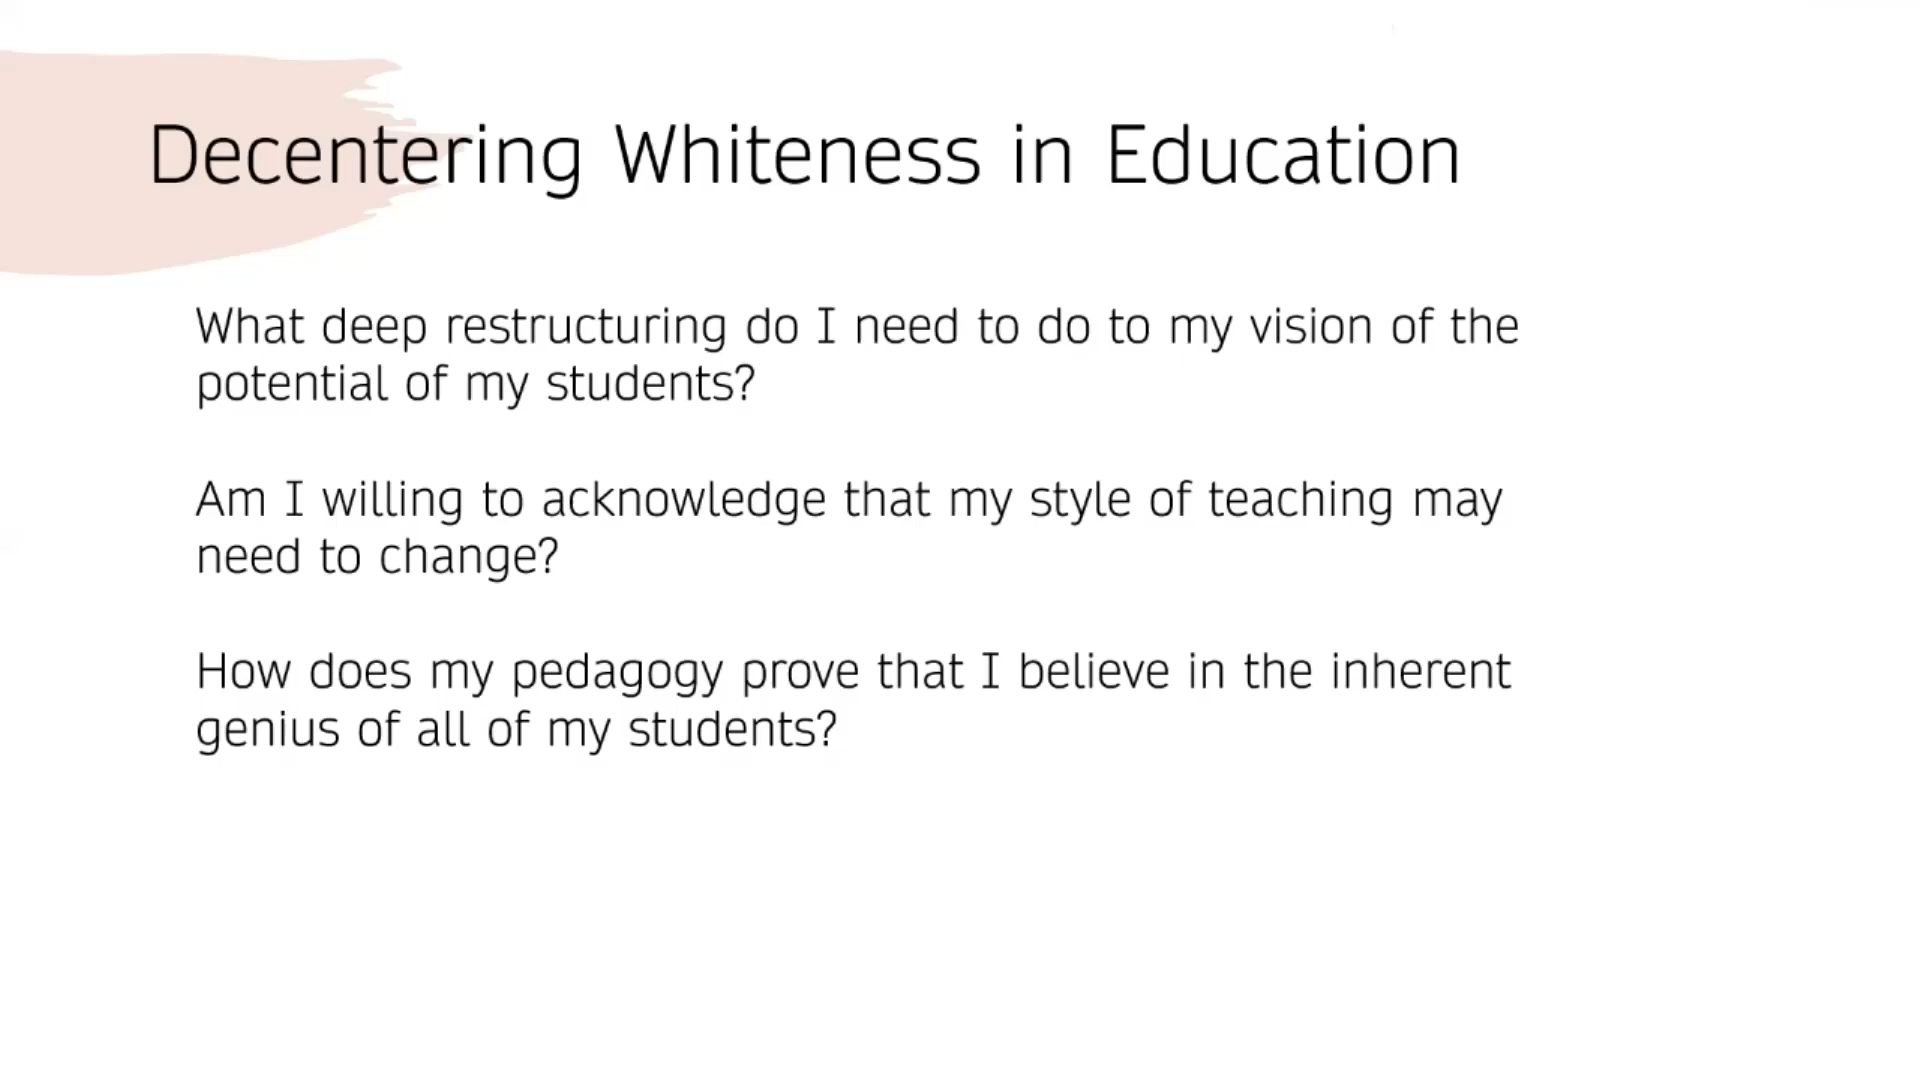 Decentering Whiteness in Education
What deep restructuring do I need to do to my vision of the
potential of my students?
Am I willing to acknowledge that my style of teaching may
need to change?
How does my pedagogy prove that I believe in the inherent
genius of all of my students?